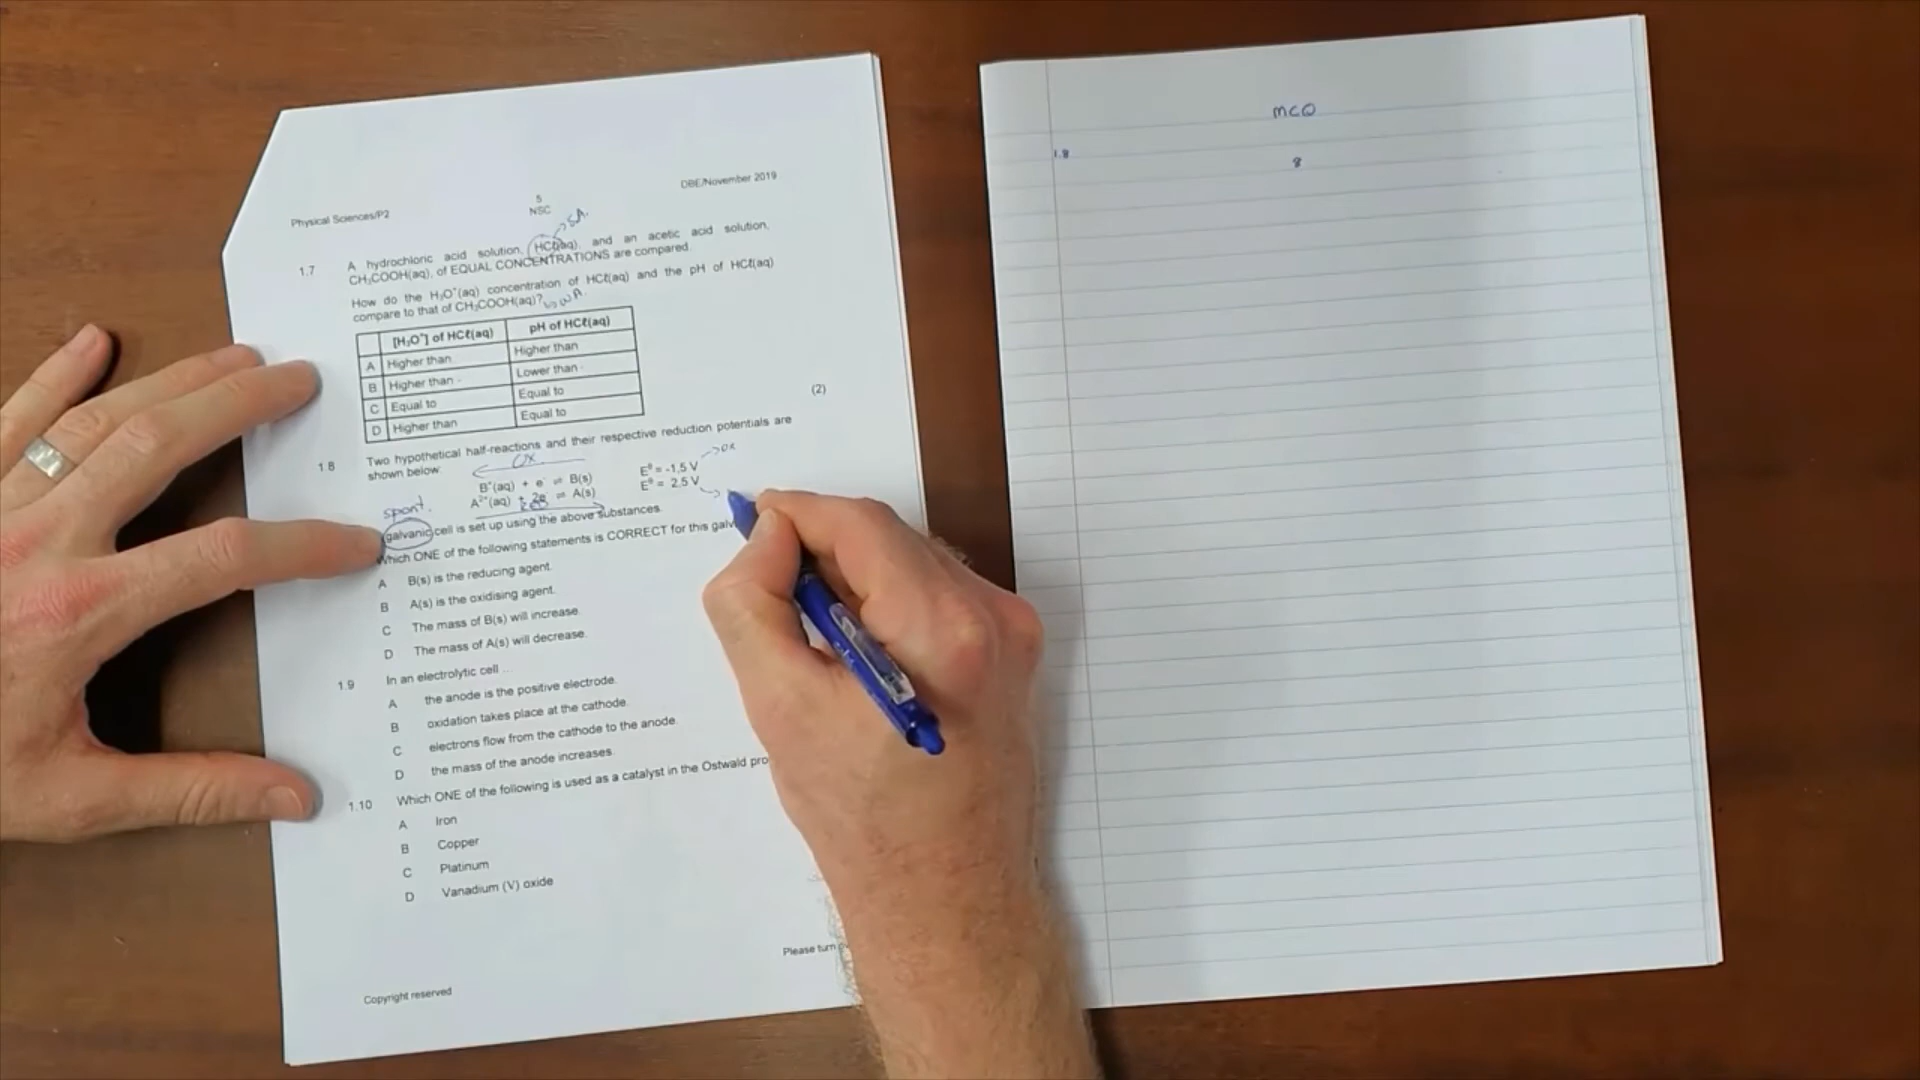 DBE/November 2019
5
NSC
Physical Sciences/P2
SA.
1.7 A hydrochloric acid solution, HCℓ(aq), and an acetic acid solution,
CH₃COOH(aq), of EQUAL CONCENTRATIONS are compared.
How do the H₃O⁺(aq) concentration of HCℓ(aq) and the pH of HCℓ(aq)
compare to that of CH₃COOH(aq)? WA.
[H₃O⁺] of HCℓ(aq) pH of HCℓ(aq)
A Higher than Higher than
B Higher than Lower than
C Equal to Equal to
D Higher than Equal to
(2)
1.8 Two hypothetical half-reactions and their respective reduction potentials are
shown below:
OX
OX
B⁺(aq) + e⁻ ⇌ B(s) E⁰ = -1,5 V
A²⁺(aq) + 2e⁻ ⇌ A(s) E⁰ = 2,5 V
Red
spont.
galvanic cell is set up using the above substances.
Which ONE of the following statements is CORRECT for this
A B(s) is the reducing agent.
B A(s) is the oxidising agent.
C The mass of B(s) will increase.
D The mass of A(s) will decrease.
1.9 In an electrolytic cell ...
A the anode is the positive electrode.
B oxidation takes place at the cathode.
C electrons flow from the cathode to the anode.
D the mass of the anode increases.
1.10 Which ONE of the following is used as a catalyst in the Ostwald
A Iron
B Copper
C Platinum
D Vanadium (V) oxide
Please turn
Copyright reserved
MCQ
1.8
8